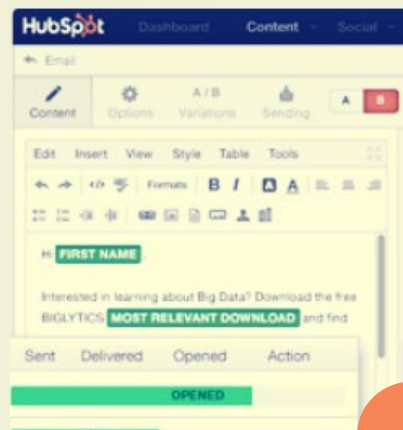 HubSpot Dashboard Content Social
Email
A / B
Content Options Variations Sending
A B
Edit Insert View Style Table Tools
Formats B I A A
Hi FIRST NAME ,
Interested in learning about Big Data? Download the free
BIGLYTICS MOST RELEVANT DOWNLOAD and find
Sent Delivered Opened Action
OPENED